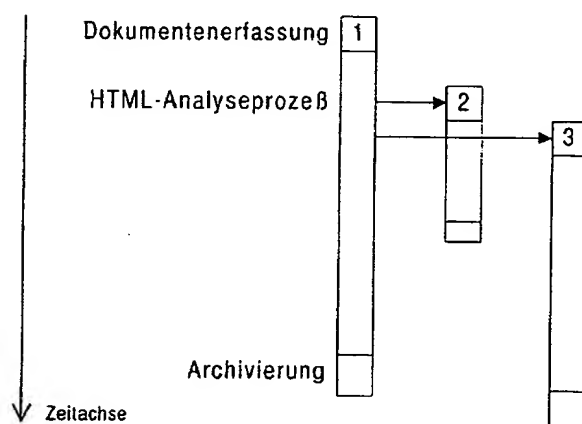 Dokumentenerfassung 1
HTML-Analyseprozeß 2
3
Archivierung
Zeitachse